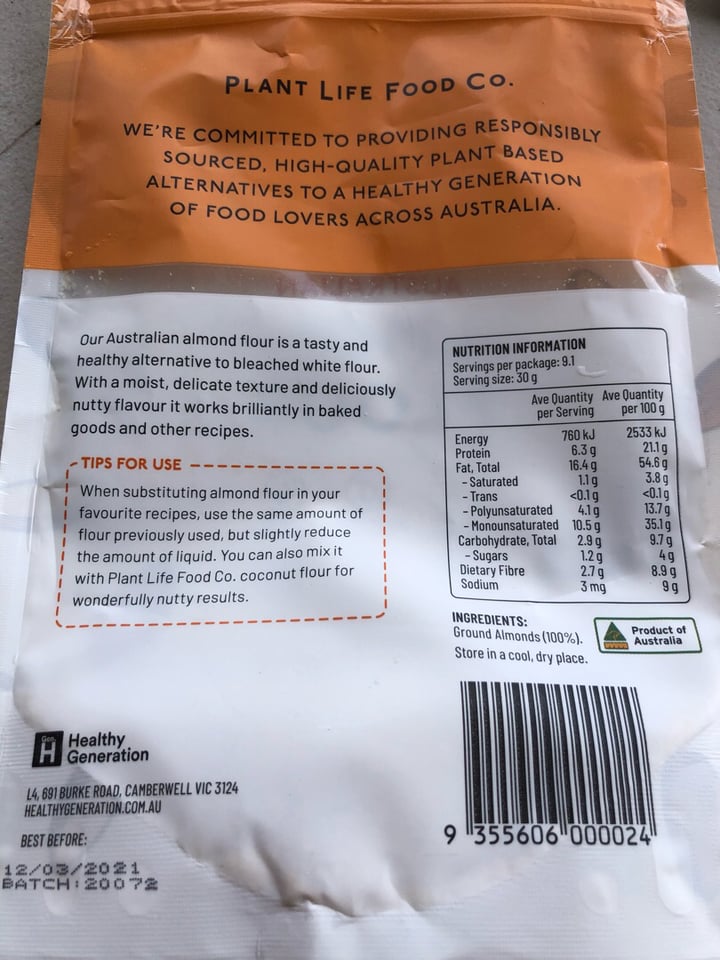 PLANT LIFE FOOD CO.
WE'RE COMMITTED TO PROVIDING RESPONSIBLY
SOURCED, HIGH-QUALITY PLANT BASED
ALTERNATIVES TO A HEALTHY GENERATION
OF FOOD LOVERS ACROSS AUSTRALIA.
Our Australian almond flour is a tasty and
healthy alternative to bleached white flour.
With a moist, delicate texture and deliciously
nutty flavour it works brilliantly in baked
goods and other recipes.
TIPS FOR USE
When substituting almond flour in your
favourite recipes, use the same amount of
flour previously used, but slightly reduce
the amount of liquid. You can also mix it
with Plant Life Food Co. coconut flour for
wonderfully nutty results.
NUTRITION INFORMATION
Servings per package: 9.1
Serving size: 30 g
Ave Quantity per Serving Ave Quantity per 100 g
Energy 760 kJ 2533 kJ
Protein 6.3 g 21.1 g
Fat, Total 16.4 g 54.6 g
- Saturated 1.1 g 3.8 g
- Trans <0.1 g <0.1 g
- Polyunsaturated 4.1 g 13.7 g
- Monounsaturated 10.5 g 35.1 g
Carbohydrate, Total 2.9 g 9.7 g
- Sugars 1.2 g 4 g
Dietary Fibre 2.7 g 8.9 g
Sodium 3 mg 9 g
INGREDIENTS:
Ground Almonds (100%).
Store in a cool, dry place.
Product of
Australia
9 355606 000024
Gen.
H
Healthy
Generation
L4, 691 BURKE ROAD, CAMBERWELL VIC 3124
HEALTHYGENERATION.COM.AU
BEST BEFORE:
12/03/2021
BATCH:20072